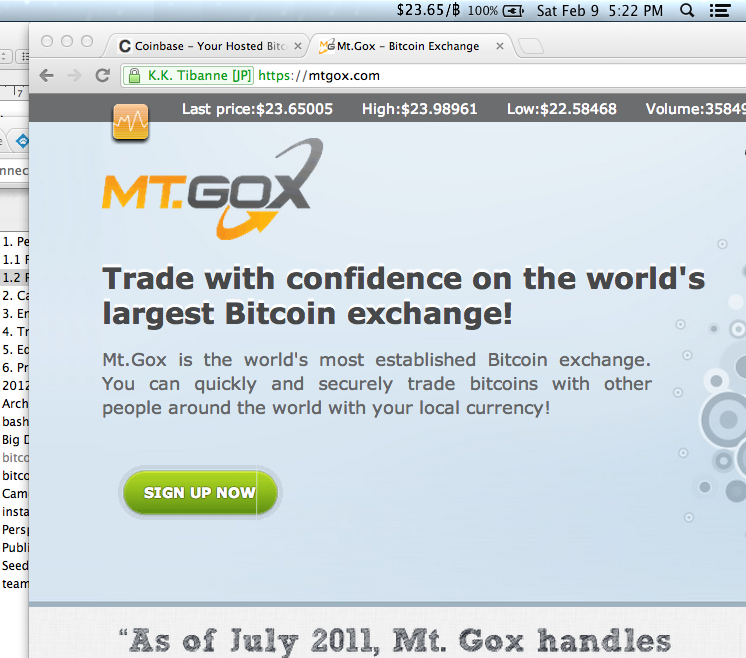 $23.65/฿ 100% Sat Feb 9 5:22 PM
Coinbase – Your Hosted Bitc
Mt.Gox – Bitcoin Exchange
K.K. Tibanne [JP] https://mtgox.com
Last price:$23.65005 High:$23.98961 Low:$22.58468 Volume:35849
MT.GOX
Trade with confidence on the world's
largest Bitcoin exchange!
Mt.Gox is the world's most established Bitcoin exchange.
You can quickly and securely trade bitcoins with other
people around the world with your local currency!
SIGN UP NOW
“As of July 2011, Mt. Gox handles
7
nnec
1. Pe
1.1 F
1.2 F
2. Ca
3. En
4. Tr
5. Ed
6. Pr
2012
Arch
bash
Big D
bitco
bitco
Cam
insta
Persp
Publi
Seed
team